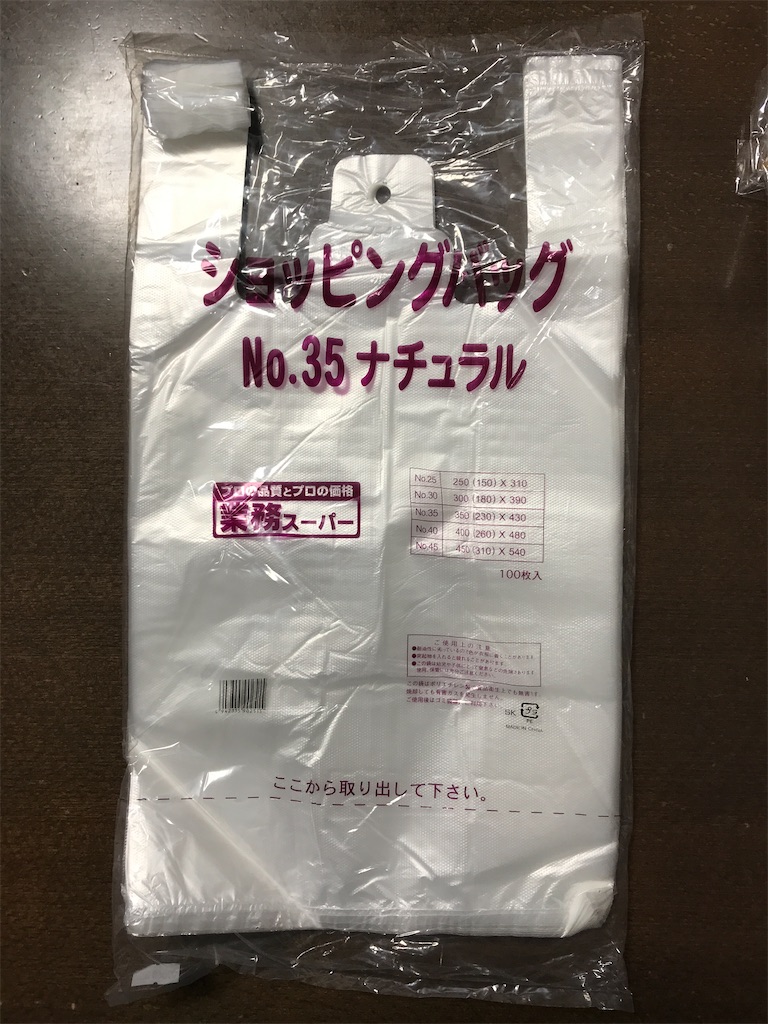 ショッピングバッグ
No.35 ナチュラル
プロの品質とプロの価格
業務スーパー
No.25 250 (150) X 310
No.30 300 (180) X 390
No.35 350 (230) X 430
No.40 400 (260) X 480
No.45 450 (310) X 540
100枚入
ご使用上の注意
SK
PE
ここから取り出して下さい。